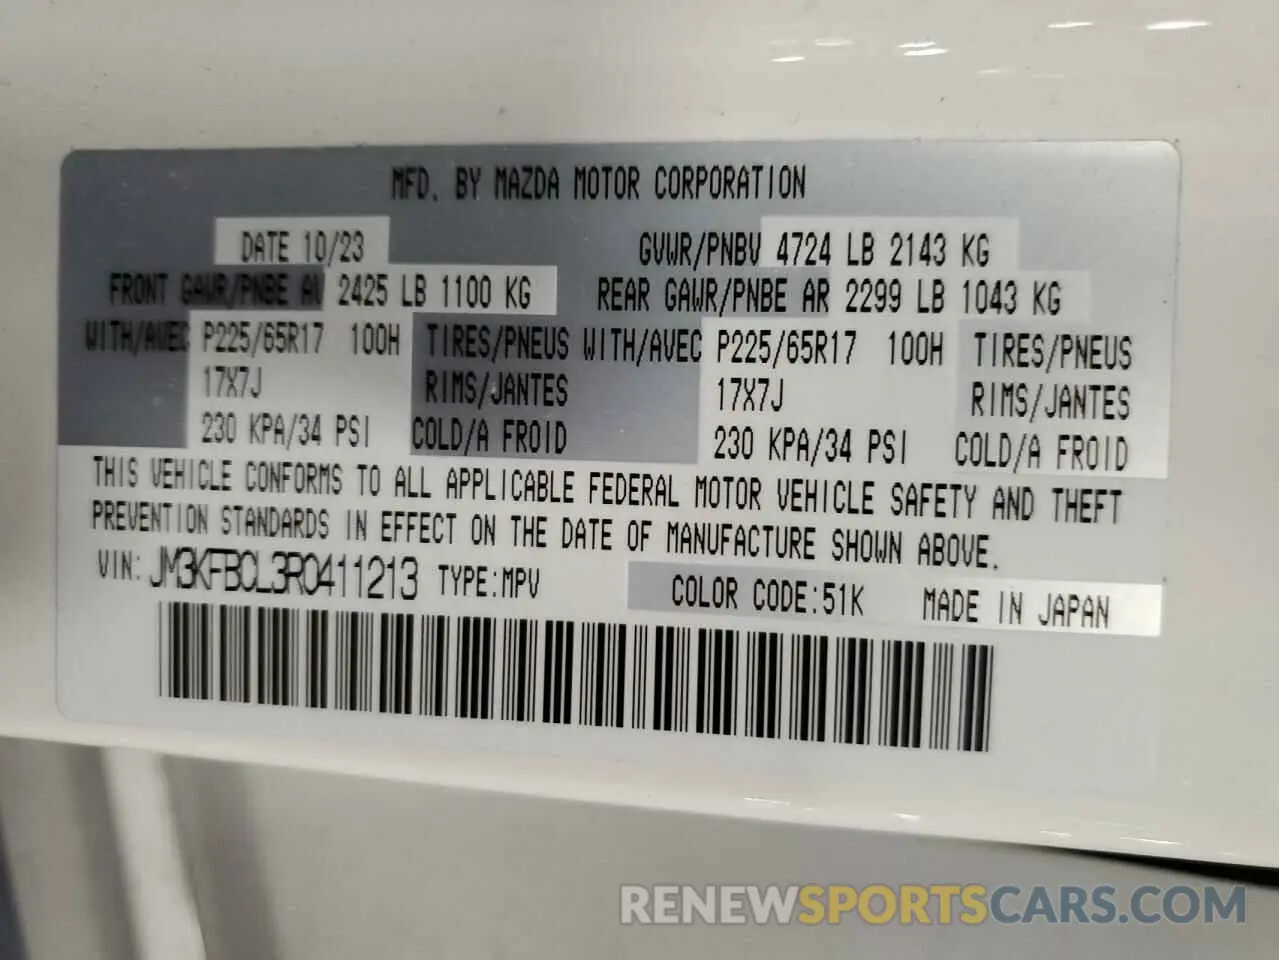 MFD. BY MAZDA MOTOR CORPORATION
DATE 10/23 GVWR/PNBV 4724 LB 2143 KG
FRONT GAWR/PNBE AV 2425 LB 1100 KG REAR GAWR/PNBE AR 2299 LB 1043 KG
WITH/AVEC P225/65R17 100H TIRES/PNEUS WITH/AVEC P225/65R17 100H TIRES/PNEUS
17X7J RIMS/JANTES 17X7J RIMS/JANTES
230 KPA/34 PSI COLD/A FROID 230 KPA/34 PSI COLD/A FROID
THIS VEHICLE CONFORMS TO ALL APPLICABLE FEDERAL MOTOR VEHICLE SAFETY AND THEFT
PREVENTION STANDARDS IN EFFECT ON THE DATE OF MANUFACTURE SHOWN ABOVE.
VIN: JM3KFBCL3R0411213 TYPE:MPV COLOR CODE:51K MADE IN JAPAN
RENEWSPORTSCARS.COM